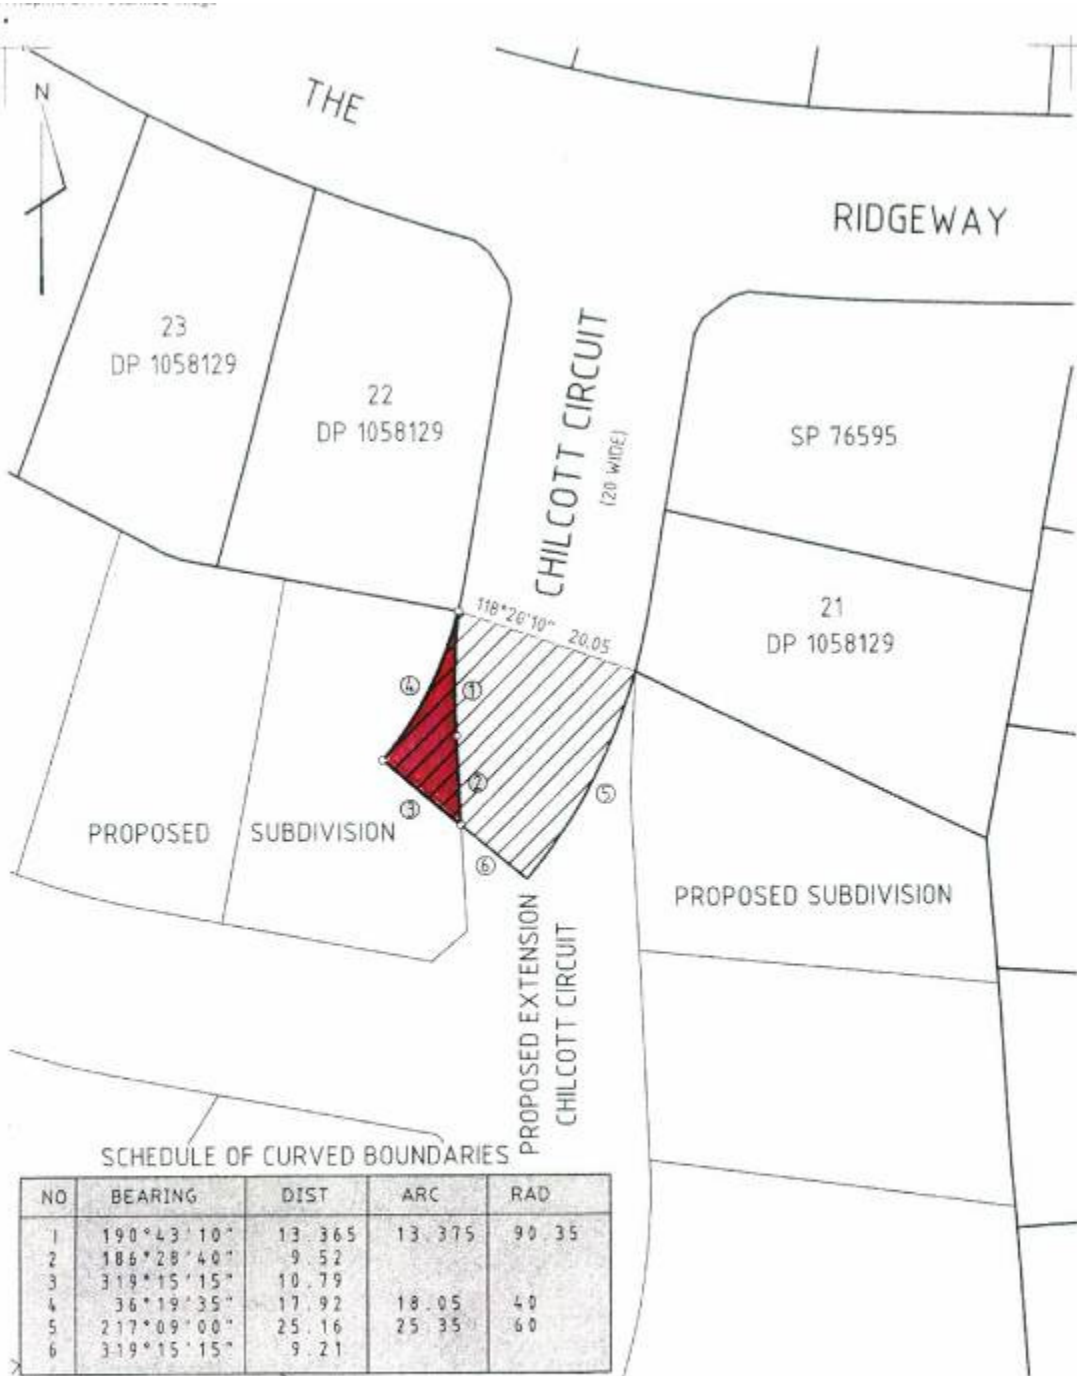 N
THE
RIDGEWAY
23
DP 1058129
22
DP 1058129
CHILCOTT CIRCUIT
(20 WIDE)
SP 76595
118°26'10" 20.05
21
DP 1058129
4
1
2
3
5
6
PROPOSED SUBDIVISION
PROPOSED SUBDIVISION
PROPOSED EXTENSION
CHILCOTT CIRCUIT
SCHEDULE OF CURVED BOUNDARIES
NO BEARING DIST ARC RAD
1 190°43'10" 13.365 13.375 90.35
2 186°28'40" 9.52
3 319°15'15" 10.79
4 36°19'35" 17.92 18.05 40
5 217°09'00" 25.16 25.35 60
6 319°15'15" 9.21